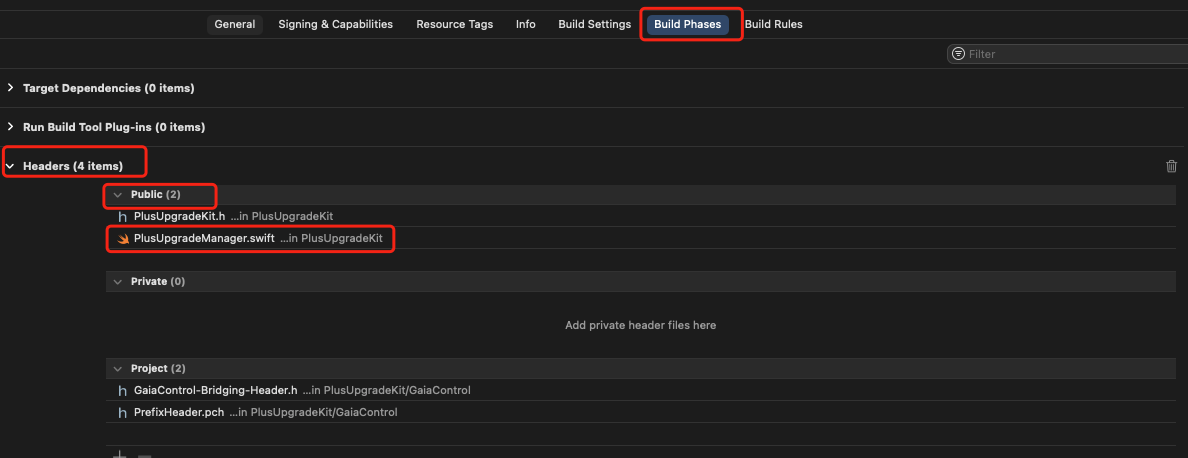 General Signing & Capabilities Resource Tags Info Build Settings Build Phases Build Rules
Filter
Target Dependencies (0 items)
Run Build Tool Plug-ins (0 items)
Headers (4 items)
Public (2)
h PlusUpgradeKit.h ...in PlusUpgradeKit
PlusUpgradeManager.swift ...in PlusUpgradeKit
Private (0)
Add private header files here
Project (2)
h GaiaControl-Bridging-Header.h ...in PlusUpgradeKit/GaiaControl
h PrefixHeader.pch ...in PlusUpgradeKit/GaiaControl